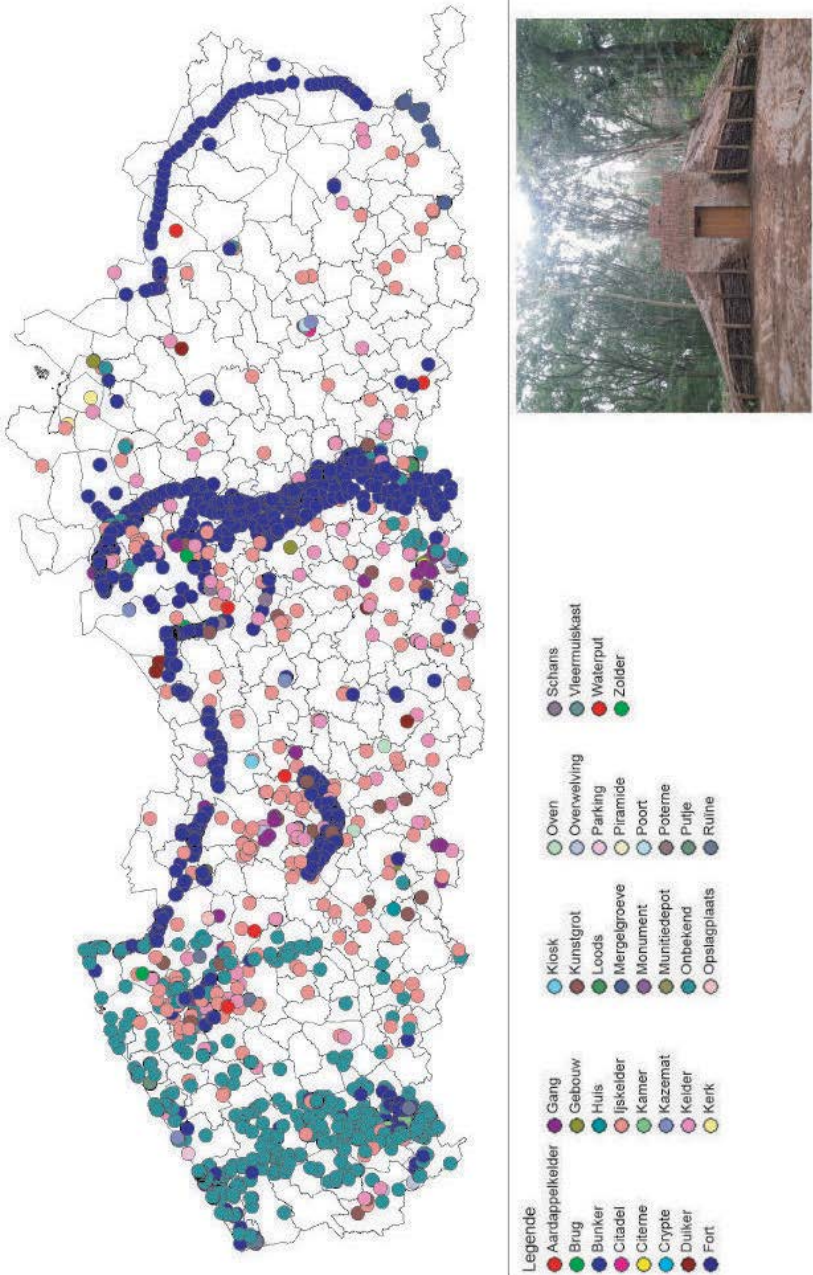 Legende
Aardappelkelder
Brug
Bunker
Citadel
Citerne
Crypte
Duiker
Fort
Gang
Gebouw
Huis
Ijskelder
Kamer
Kazemat
Kelder
Kerk
Kiosk
Kunstgrot
Loods
Mergelgroeve
Monument
Munitiedepot
Onbekend
Opslagplaats
Oven
Overwelving
Parking
Piramide
Poort
Poterne
Putje
Ruïne
Schans
Vleermuiskast
Waterput
Zolder